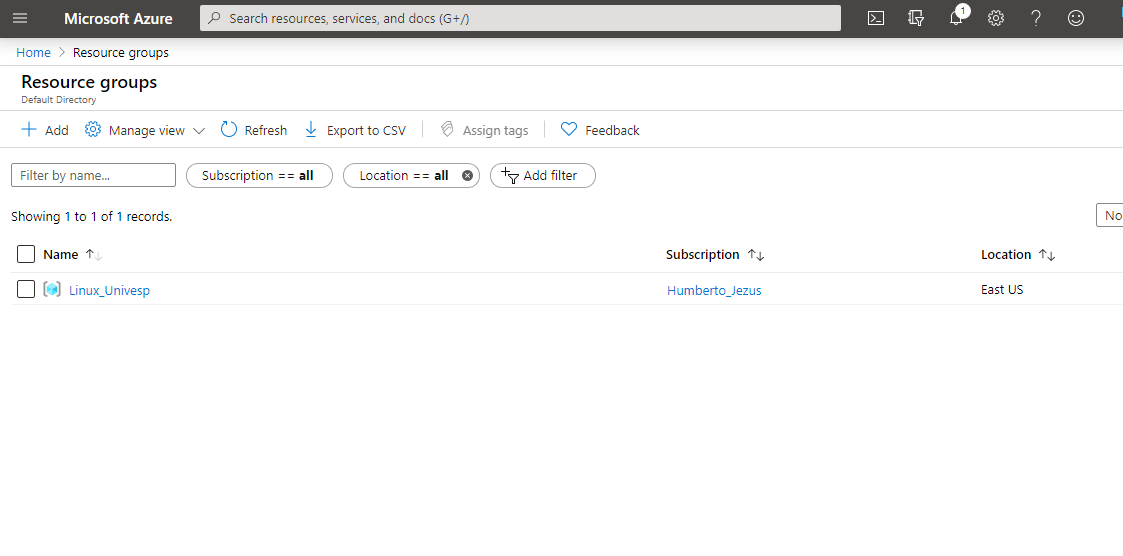 Microsoft Azure
Search resources, services, and docs (G+/)
1
Home > Resource groups
Resource groups
Default Directory
Add Manage view Refresh Export to CSV Assign tags Feedback
Filter by name... Subscription == all Location == all Add filter
Showing 1 to 1 of 1 records.
No
Name Subscription Location
Linux_Univesp Humberto_Jezus East US